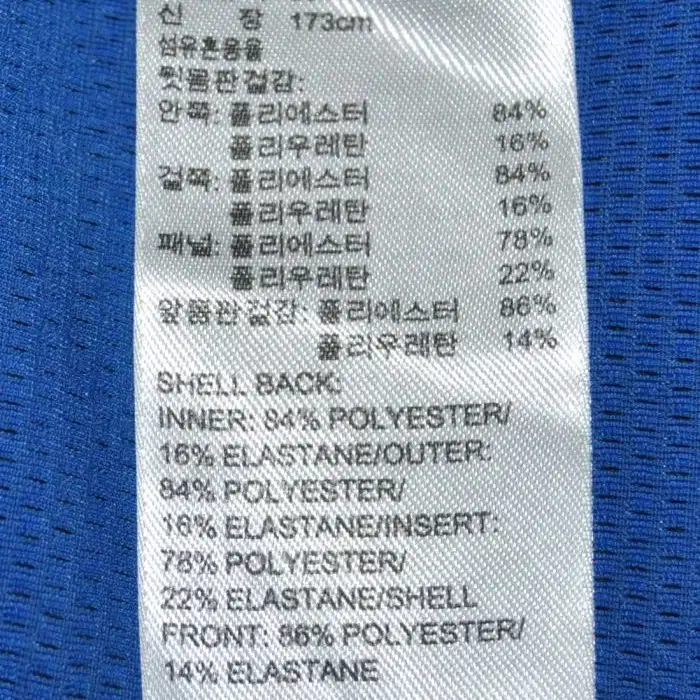 신 장 173cm
섬유혼용율
뒷몸판겉감:
안쪽: 폴리에스터 84%
폴리우레탄 16%
겉쪽: 폴리에스터 84%
폴리우레탄 16%
패널: 폴리에스터 78%
폴리우레탄 22%
앞몸판겉감: 폴리에스터 86%
폴리우레탄 14%
SHELL BACK:
INNER: 84% POLYESTER/
16% ELASTANE/OUTER:
84% POLYESTER/
16% ELASTANE/INSERT:
78% POLYESTER/
22% ELASTANE/SHELL
FRONT: 86% POLYESTER/
14% ELASTANE